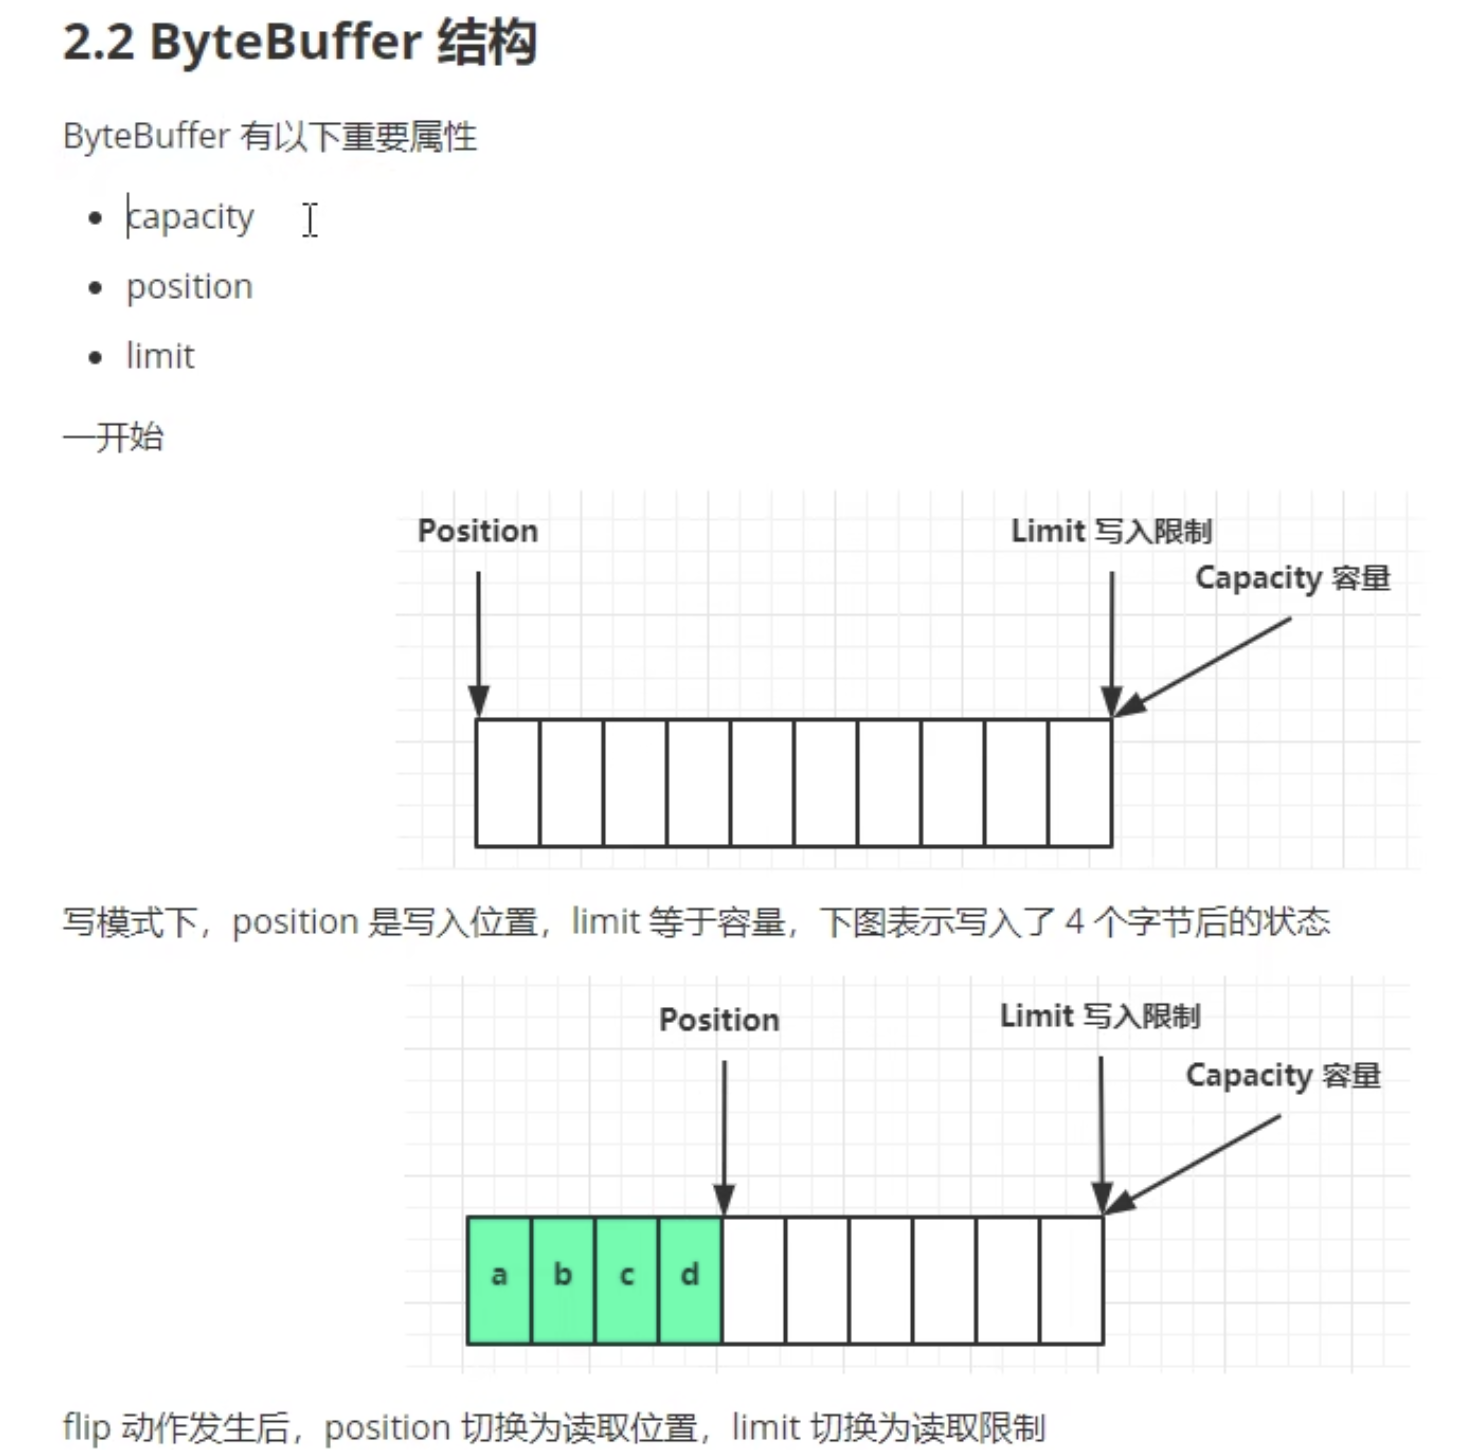 2.2 ByteBuffer 结构
ByteBuffer 有以下重要属性
capacity
position
limit
一开始
Position
Limit 写入限制
Capacity 容量
写模式下，position 是写入位置，limit 等于容量，下图表示写入了 4 个字节后的状态
Position
Limit 写入限制
Capacity 容量
a b c d
flip 动作发生后，position 切换为读取位置，limit 切换为读取限制